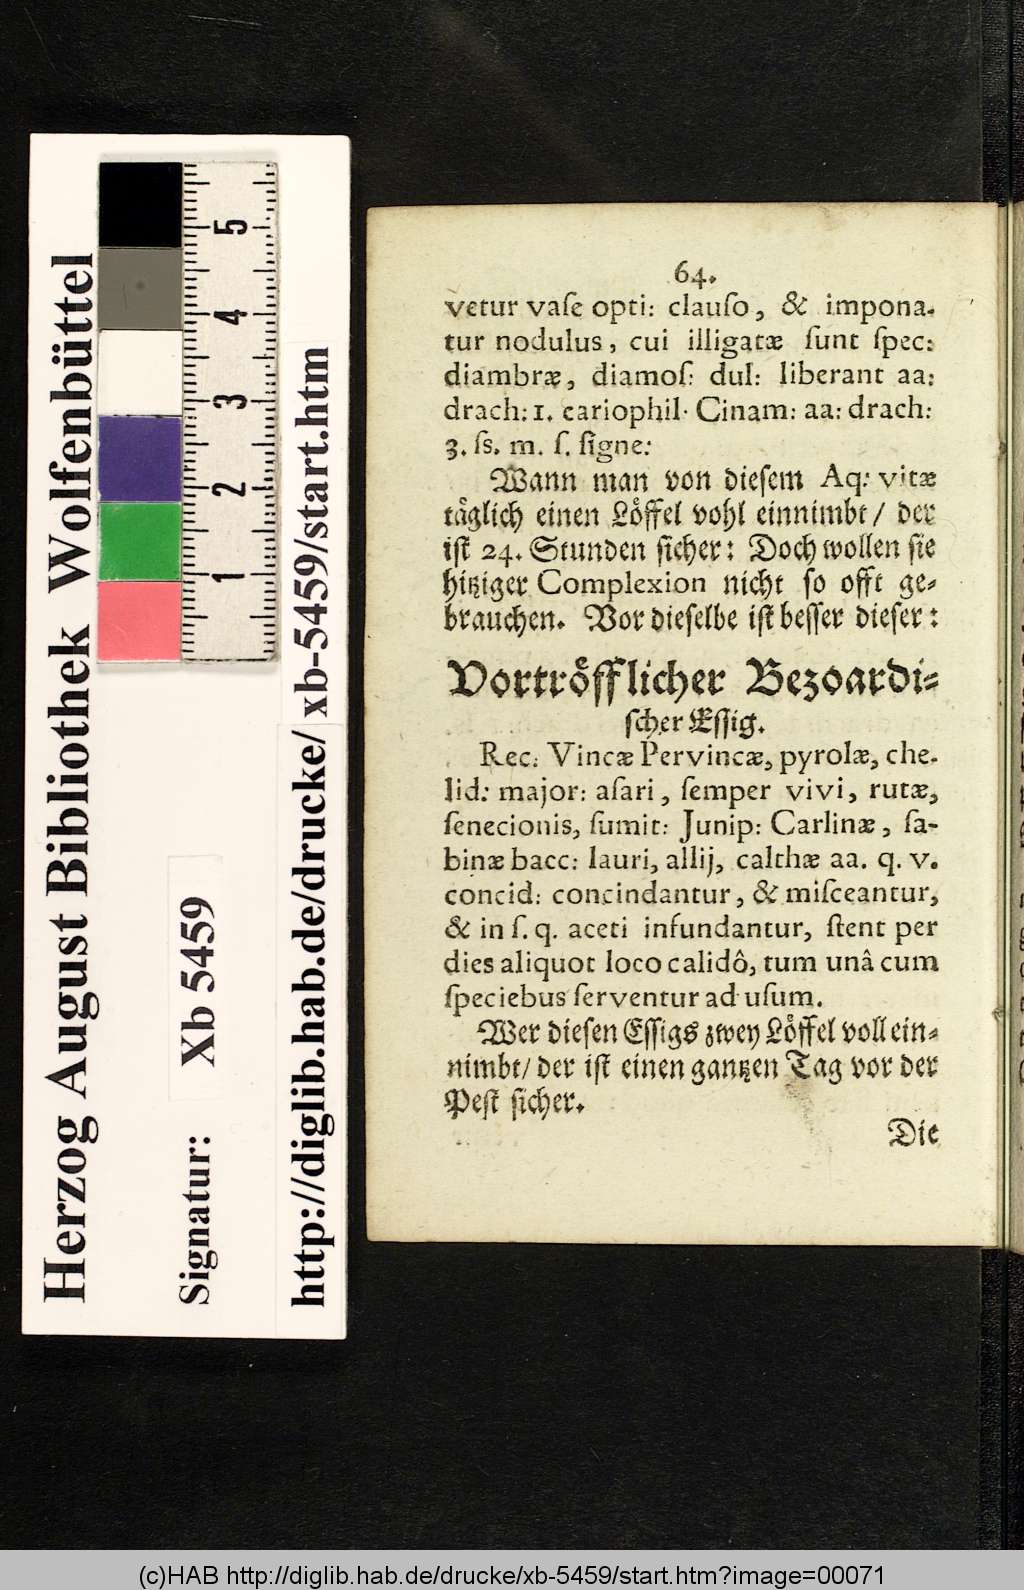 64.
vetur vaſe opti: clauſo, & impona-
tur nodulus, cui illigatæ ſunt ſpec:
diambræ, diamoſ: dul: liberant aa:
drach: 1. cariophil. Cinam: aa: drach:
3. ſs. m. ſ. ſigne:
Wann man von dieſem Aq: vitæ
tåglich einen Lôffel vohl einnimbt / der
iſt 24. Stunden ſicher: Doch wollen ſie
hitziger Complexion nicht ſo offt ge-
brauchen. Vor dieſelbe iſt beſſer dieſer:
Vortrôfflicher Bezoardi-
ſcher Eſſig.
Rec: Vincæ Pervincæ, pyrolæ, che-
lid: major: aſari, ſemper vivi, rutæ,
ſenecionis, ſumit: Junip: Carlinæ, ſa-
binæ bacc: lauri, allij, calthæ aa. q. v.
concid: concindantur, & miſceantur,
& in ſ. q. aceti infundantur, ſtent per
dies aliquot loco calidô, tum unâ cum
ſpeciebus ſerventur ad uſum.
Wer dieſen Eſſigs zwey Lôffel voll ein-
nimbt / der iſt einen gantzen Tag vor der
Peſt ſicher.
Die
Herzog August Bibliothek Wolfenbüttel
Signatur: Xb 5459
http://diglib.hab.de/drucke/xb-5459/start.htm
5
4
3
2
1
(c)HAB http://diglib.hab.de/drucke/xb-5459/start.htm?image=00071